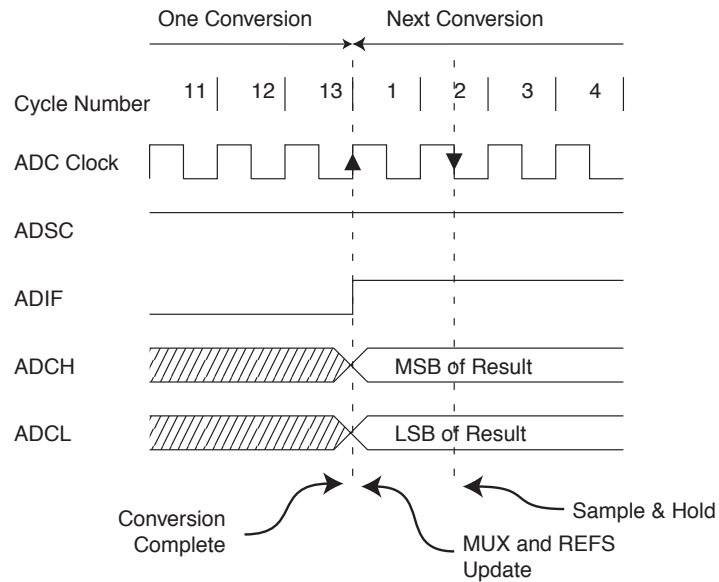 One Conversion Next Conversion
Cycle Number 11 12 13 1 2 3 4
ADC Clock
ADSC
ADIF
ADCH MSB of Result
ADCL LSB of Result
Sample & Hold
Conversion
Complete
MUX and REFS
Update